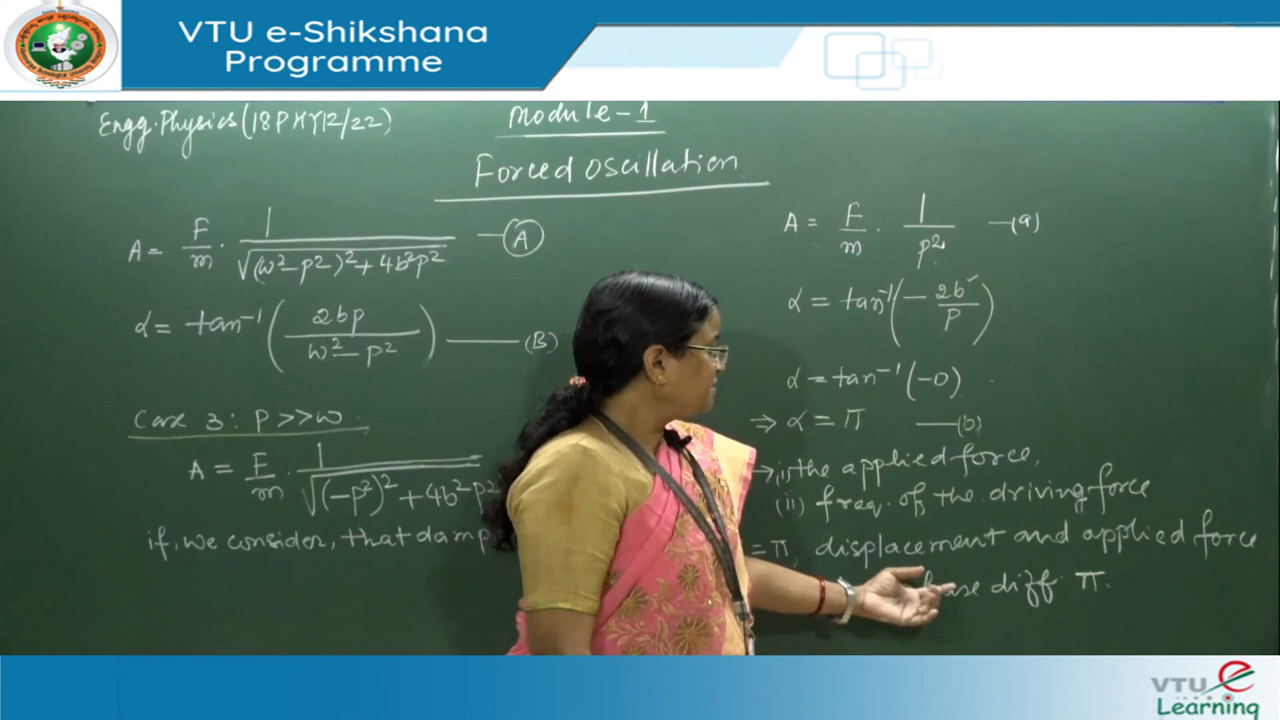 VTU e-Shikshana
Programme
Engg. Physics (18PHY12/22)
Module-1
Forced oscillation
A = F/m · 1/√((ω²-p²)²+4b²p²) —(A)
α = tan⁻¹(2bp/(ω²-p²)) ——(B)
Case 3: P>>ω
A = F/m · 1/√((-p²)²+4b²p²
if, we consider, that damp
A = F/m · 1/p² —(a)
α = tan⁻¹(-2b/p)
α = tan⁻¹(-0)
⇒ α = π —(b)
→ (i) the applied force,
(ii) freq. of the driving force
= π, displacement and applied force
diff. π.
VTU e
Learning